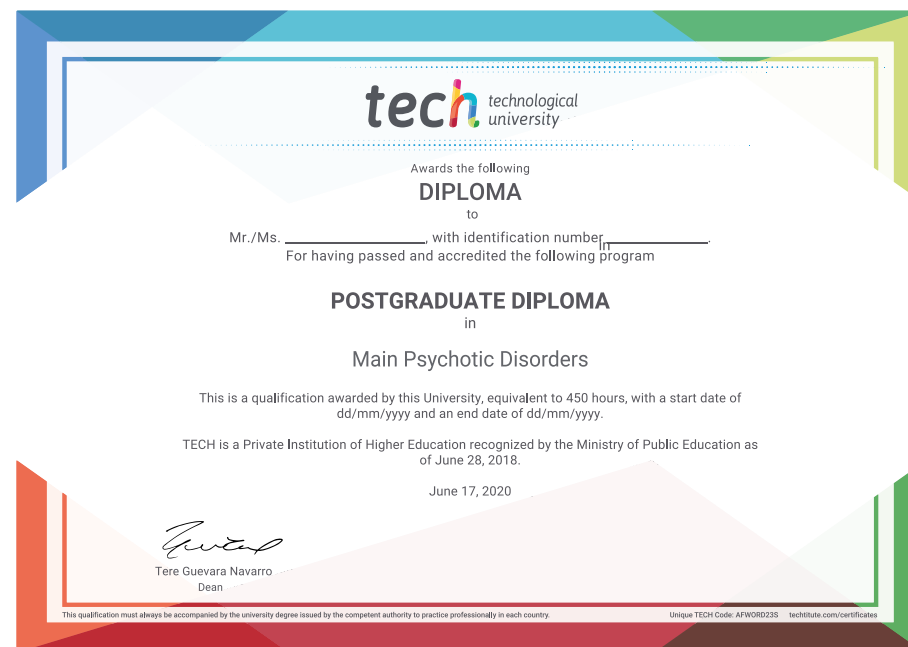 tech technological
university
Awards the following
DIPLOMA
to
Mr./Ms. ____________________, with identification number ______________.
In
For having passed and accredited the following program
POSTGRADUATE DIPLOMA
in
Main Psychotic Disorders
This is a qualification awarded by this University, equivalent to 450 hours, with a start date of
dd/mm/yyyy and an end date of dd/mm/yyyy.
TECH is a Private Institution of Higher Education recognized by the Ministry of Public Education as
of June 28, 2018.
June 17, 2020
Tere Guevara Navarro
Dean
This qualification must always be accompanied by the university degree issued by the competent authority to practice professionally in each country. Unique TECH Code: AFWORD23S techtitute.com/certificates